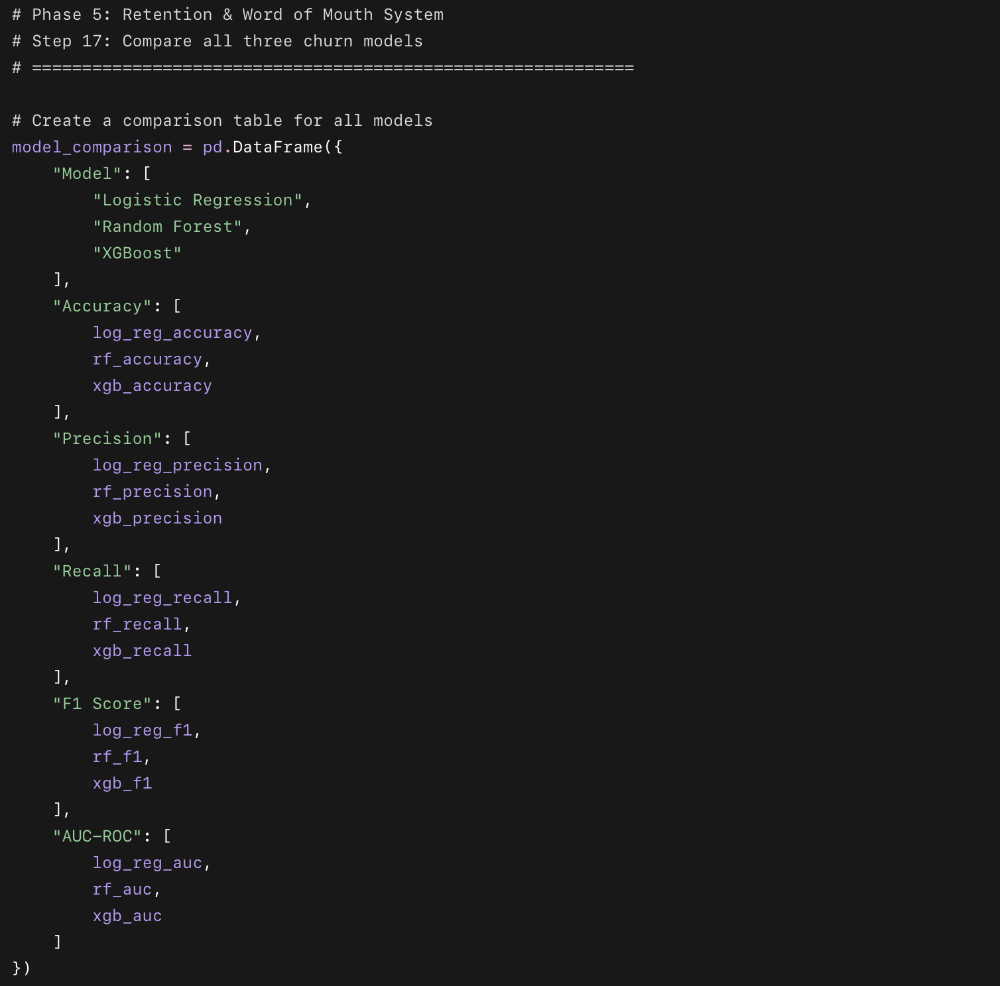 # Phase 5: Retention & Word of Mouth System
# Step 17: Compare all three churn models
# ============================================================
# Create a comparison table for all models
model_comparison = pd.DataFrame({
    "Model": [
        "Logistic Regression",
        "Random Forest",
        "XGBoost"
    ],
    "Accuracy": [
        log_reg_accuracy,
        rf_accuracy,
        xgb_accuracy
    ],
    "Precision": [
        log_reg_precision,
        rf_precision,
        xgb_precision
    ],
    "Recall": [
        log_reg_recall,
        rf_recall,
        xgb_recall
    ],
    "F1 Score": [
        log_reg_f1,
        rf_f1,
        xgb_f1
    ],
    "AUC-ROC": [
        log_reg_auc,
        rf_auc,
        xgb_auc
    ]
})